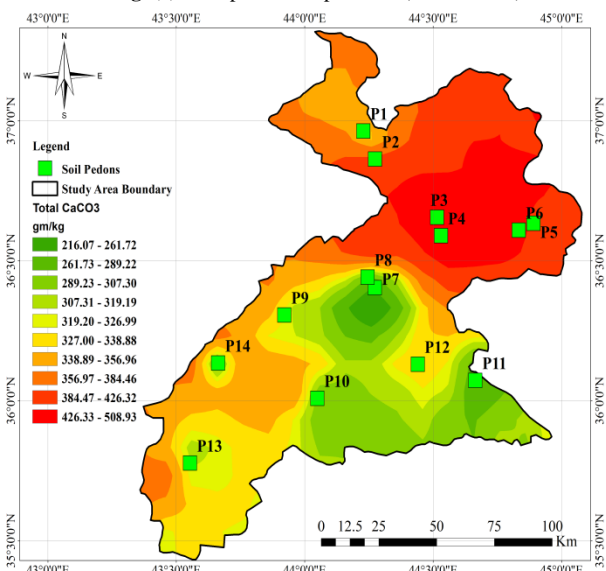 43°0'0"E 43°30'0"E 44°0'0"E 44°30'0"E 45°0'0"E
N
W E
S
37°0'0"N 37°0'0"N
P1
P2
Legend
Soil Pedons
Study Area Boundary
Total CaCO3
gm/kg
216.07 - 261.72
261.73 - 289.22
289.23 - 307.30
307.31 - 319.19
319.20 - 326.99
327.00 - 338.88
338.89 - 356.96
356.97 - 384.46
384.47 - 426.32
426.33 - 508.93
P3
P4
P6
P5
36°30'0"N 36°30'0"N
P8
P7
P9
P14
P12
P11
P10
36°0'0"N 36°0'0"N
P13
0 12.5 25 50 75 100
Km
35°30'0"N 35°30'0"N
43°0'0"E 43°30'0"E 44°0'0"E 44°30'0"E 45°0'0"E